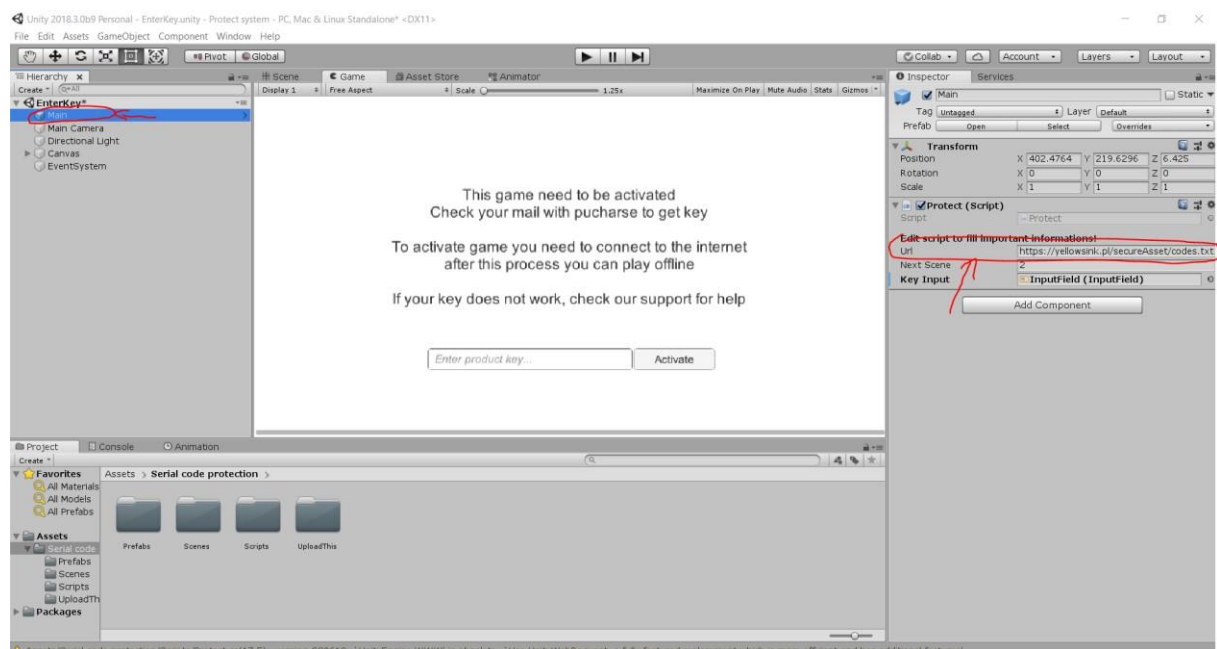 Unity 2018.3.0b9 Personal - EnterKey.unity - Protect system - PC, Mac & Linux Standalone* <DX11>
File Edit Assets GameObject Component Window Help
Pivot Global
Collab Account Layers Layout
Hierarchy
Create All
EnterKey*
Main
Main Camera
Directional Light
Canvas
EventSystem
Scene Game Asset Store Animator
Display 1 Free Aspect Scale 1.25x Maximize On Play Mute Audio Stats Gizmos
This game need to be activated
Check your mail with pucharse to get key
To activate game you need to connect to the internet
after this process you can play offline
If your key does not work, check our support for help
Enter product key...
Activate
Inspector Services
Main Static
Tag Untagged Layer Default
Prefab Open Select Overrides
Transform
Position X 402.4764 Y 219.6296 Z 6.425
Rotation X 0 Y 0 Z 0
Scale X 1 Y 1 Z 1
Protect (Script)
Script Protect
Edit script to fill important informations!
Url https://yellowsink.pl/secureAsset/codes.txt
Next Scene 2
Key Input InputField (InputField)
Add Component
Project Console Animation
Create
Favorites
All Materials
All Models
All Prefabs
Assets
Serial code
Prefabs
Scenes
Scripts
UploadTh
Packages
Assets > Serial code protection >
Prefabs Scenes Scripts UploadThis